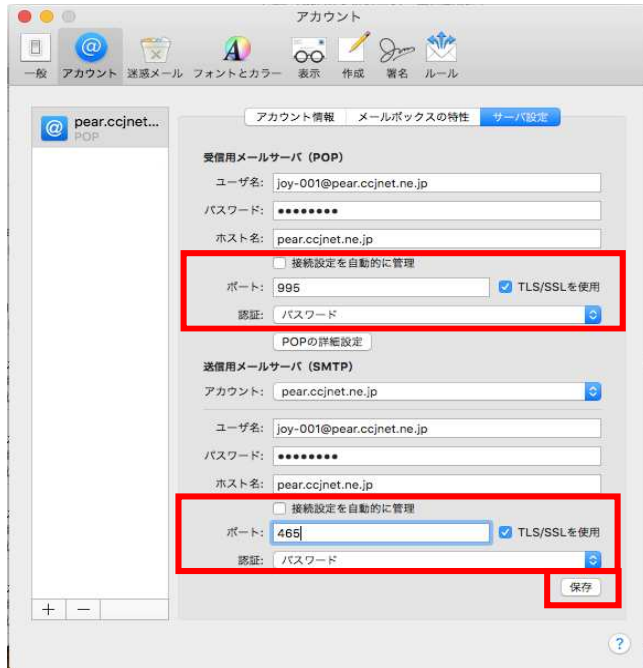 アカウント
一般 アカウント 迷惑メール フォントとカラー 表示 作成 署名 ルール
pear.ccjnet...
POP
アカウント情報 メールボックスの特性 サーバ設定
受信用メールサーバ (POP)
ユーザ名: joy-001@pear.ccjnet.ne.jp
パスワード: ●●●●●●●●
ホスト名: pear.ccjnet.ne.jp
接続設定を自動的に管理
ポート: 995 TLS/SSLを使用
認証: パスワード
POPの詳細設定
送信用メールサーバ (SMTP)
アカウント: pear.ccjnet.ne.jp
ユーザ名: joy-001@pear.ccjnet.ne.jp
パスワード: ●●●●●●●●
ホスト名: pear.ccjnet.ne.jp
接続設定を自動的に管理
ポート: 465 TLS/SSLを使用
認証: パスワード
保存
+ −
?